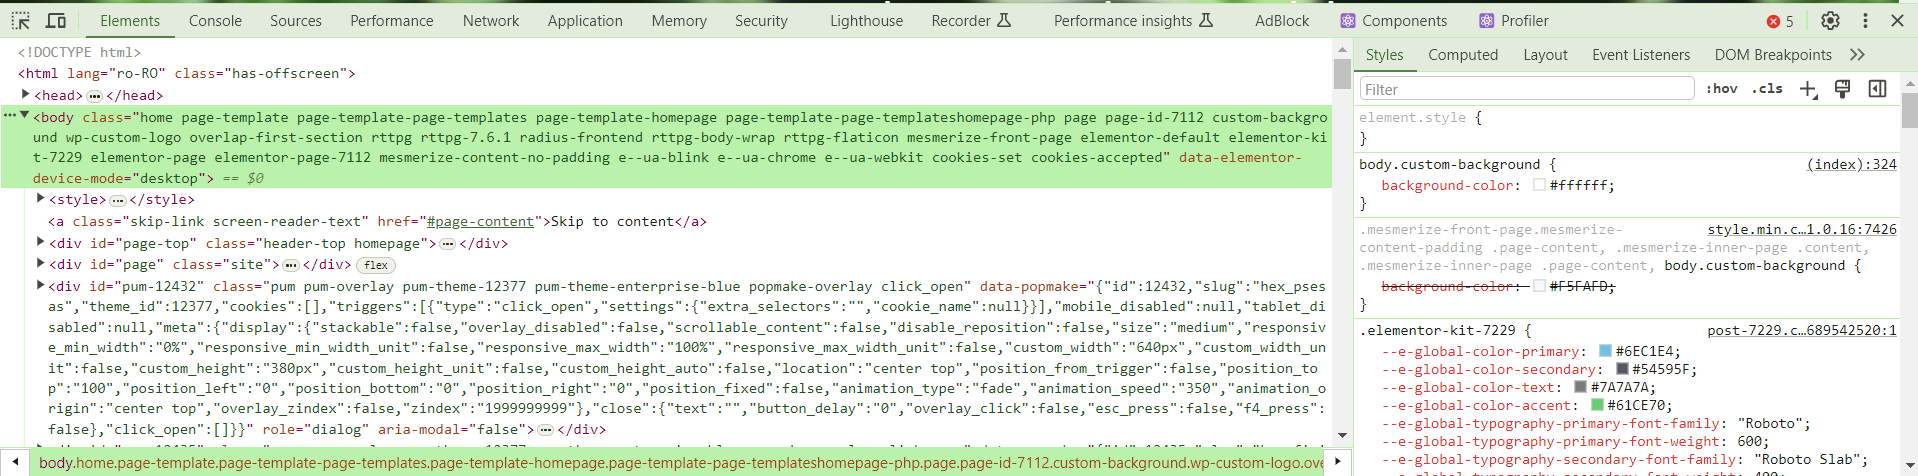 Elements Console Sources Performance Network Application Memory Security Lighthouse Recorder Performance insights AdBlock Components Profiler 5
<!DOCTYPE html>
<html lang="ro-RO" class="has-offscreen">
<head> </head>
<body class="home page-template page-template-page-templates page-template-homepage page-template-page-templateshomepage-php page page-id-7112 custom-backgro
und wp-custom-logo overlap-first-section rttpg rttpg-7.6.1 radius-frontend rttpg-body-wrap rttpg-flaticon mesmerize-front-page elementor-default elementor-ki
t-7229 elementor-page elementor-page-7112 mesmerize-content-no-padding e--ua-blink e--ua-chrome e--ua-webkit cookies-set cookies-accepted" data-elementor-
device-mode="desktop"> == $0
<style> </style>
<a class="skip-link screen-reader-text" href="#page-content">Skip to content</a>
<div id="page-top" class="header-top homepage"> </div>
<div id="page" class="site"> </div> flex
<div id="pum-12432" class="pum pum-overlay pum-theme-12377 pum-theme-enterprise-blue popmake-overlay click_open" data-popmake="{"id":12432,"slug":"hex_pses
as","theme_id":12377,"cookies":[],"triggers":[{"type":"click_open","settings":{"extra_selectors":"","cookie_name":null}}],"mobile_disabled":null,"tablet_di
sabled":null,"meta":{"display":{"stackable":false,"overlay_disabled":false,"scrollable_content":false,"disable_reposition":false,"size":"medium","responsiv
e_min_width":"0%","responsive_min_width_unit":false,"responsive_max_width":"100%","responsive_max_width_unit":false,"custom_width":"640px","custom_width_un
it":false,"custom_height":"380px","custom_height_unit":false,"custom_height_auto":false,"location":"center top","position_from_trigger":false,"position_to
p":"100","position_left":"0","position_bottom":"0","position_right":"0","position_fixed":false,"animation_type":"fade","animation_speed":"350","animation_o
rigin":"center top","overlay_zindex":false,"zindex":"1999999999"},"close":{"text":"","button_delay":"0","overlay_click":false,"esc_press":false,"f4_press":
false},"click_open":[]}}" role="dialog" aria-modal="false"> </div>
body.home.page-template.page-template-page-templates.page-template-homepage.page-template-page-templateshomepage-php.page.page-id-7112.custom-background.wp-custom-logo.ove
Styles Computed Layout Event Listeners DOM Breakpoints
Filter :hov .cls
element.style {
}
body.custom-background { (index):324
background-color: #ffffff;
}
.mesmerize-front-page.mesmerize- style.min.c…1.0.16:7426
content-padding .page-content, .mesmerize-inner-page .content,
.mesmerize-inner-page .page-content, body.custom-background {
background-color: #F5FAFD;
}
.elementor-kit-7229 { post-7229.c…689542520:1
--e-global-color-primary: #6EC1E4;
--e-global-color-secondary: #54595F;
--e-global-color-text: #7A7A7A;
--e-global-color-accent: #61CE70;
--e-global-typography-primary-font-family: "Roboto";
--e-global-typography-primary-font-weight: 600;
--e-global-typography-secondary-font-family: "Roboto Slab";